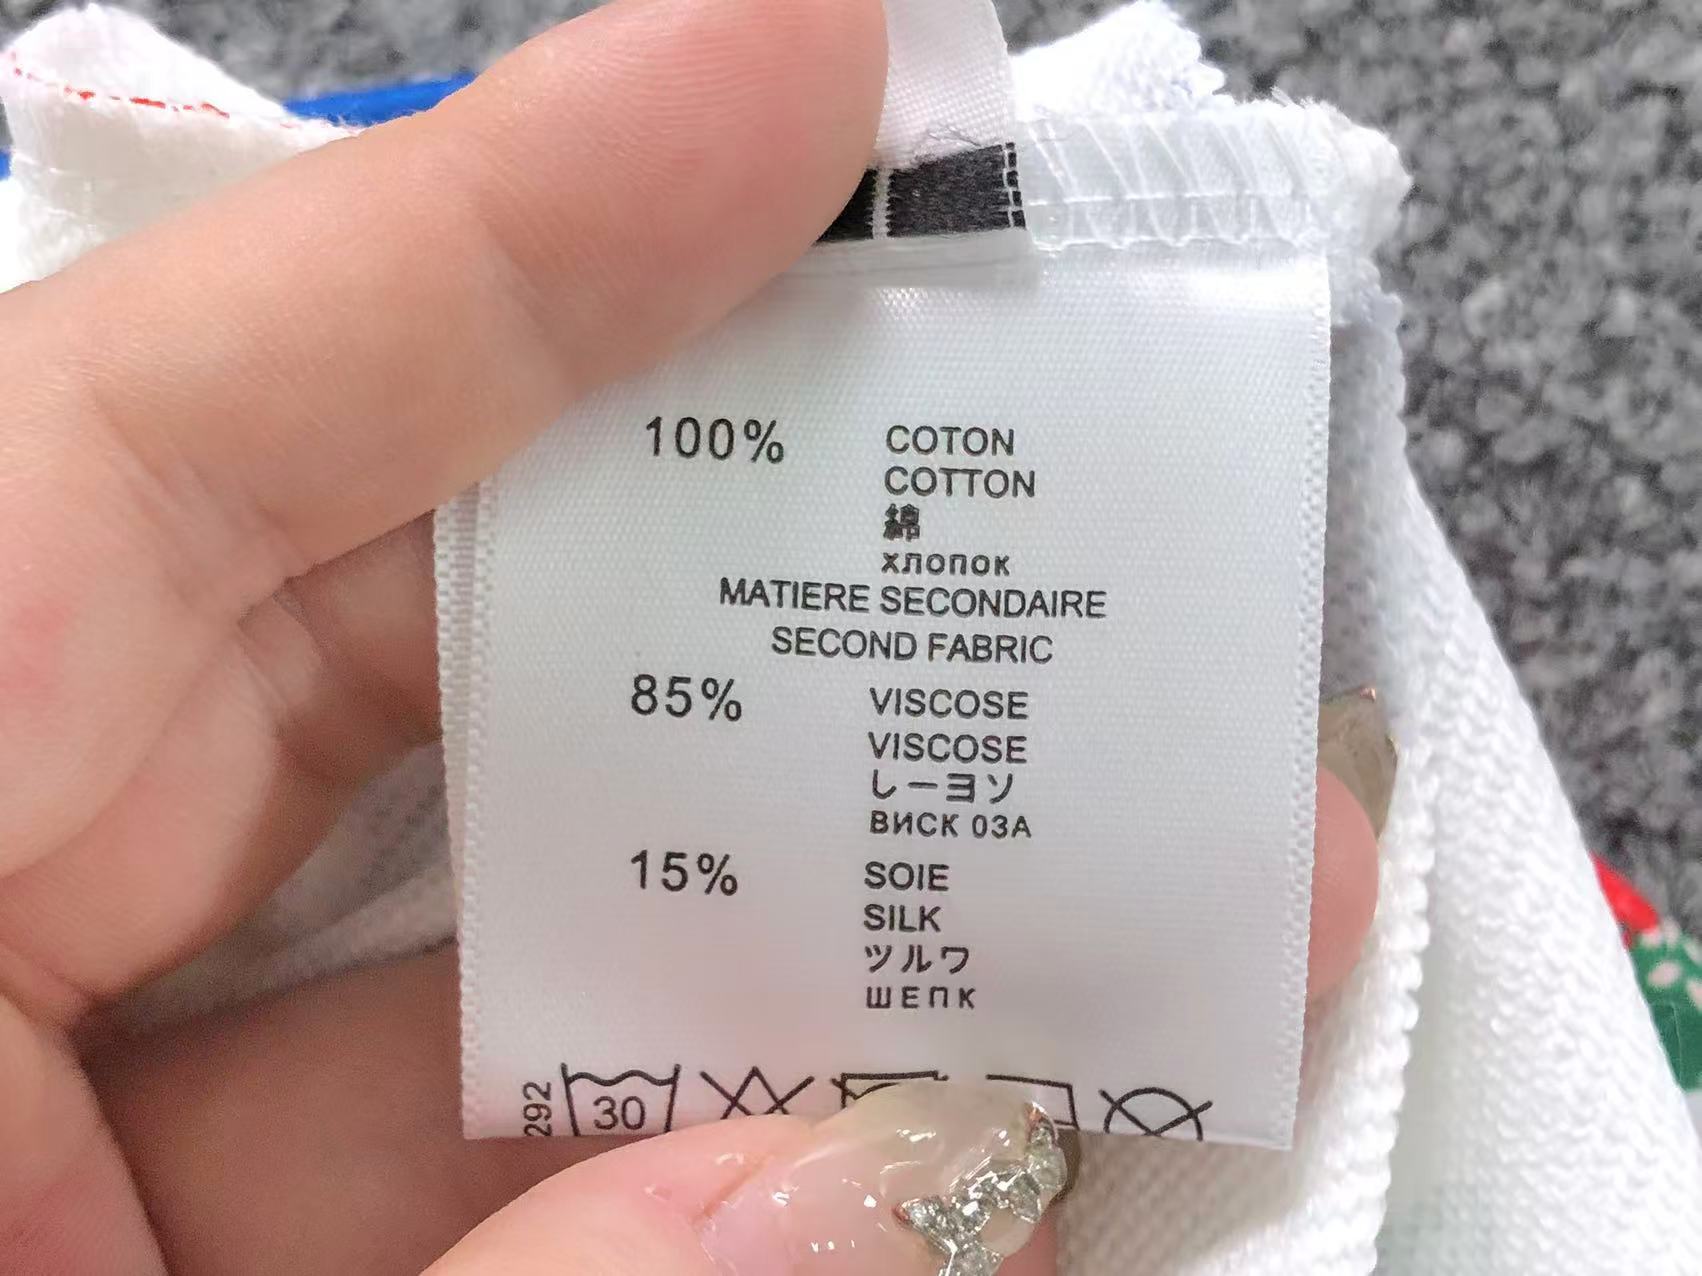 100% COTON
COTTON
綿
хлопок
MATIERE SECONDAIRE
SECOND FABRIC
85% VISCOSE
VISCOSE
しーヨソ
ВИСК 03А
15% SOIE
SILK
ツルワ
ШЕПК
292
30